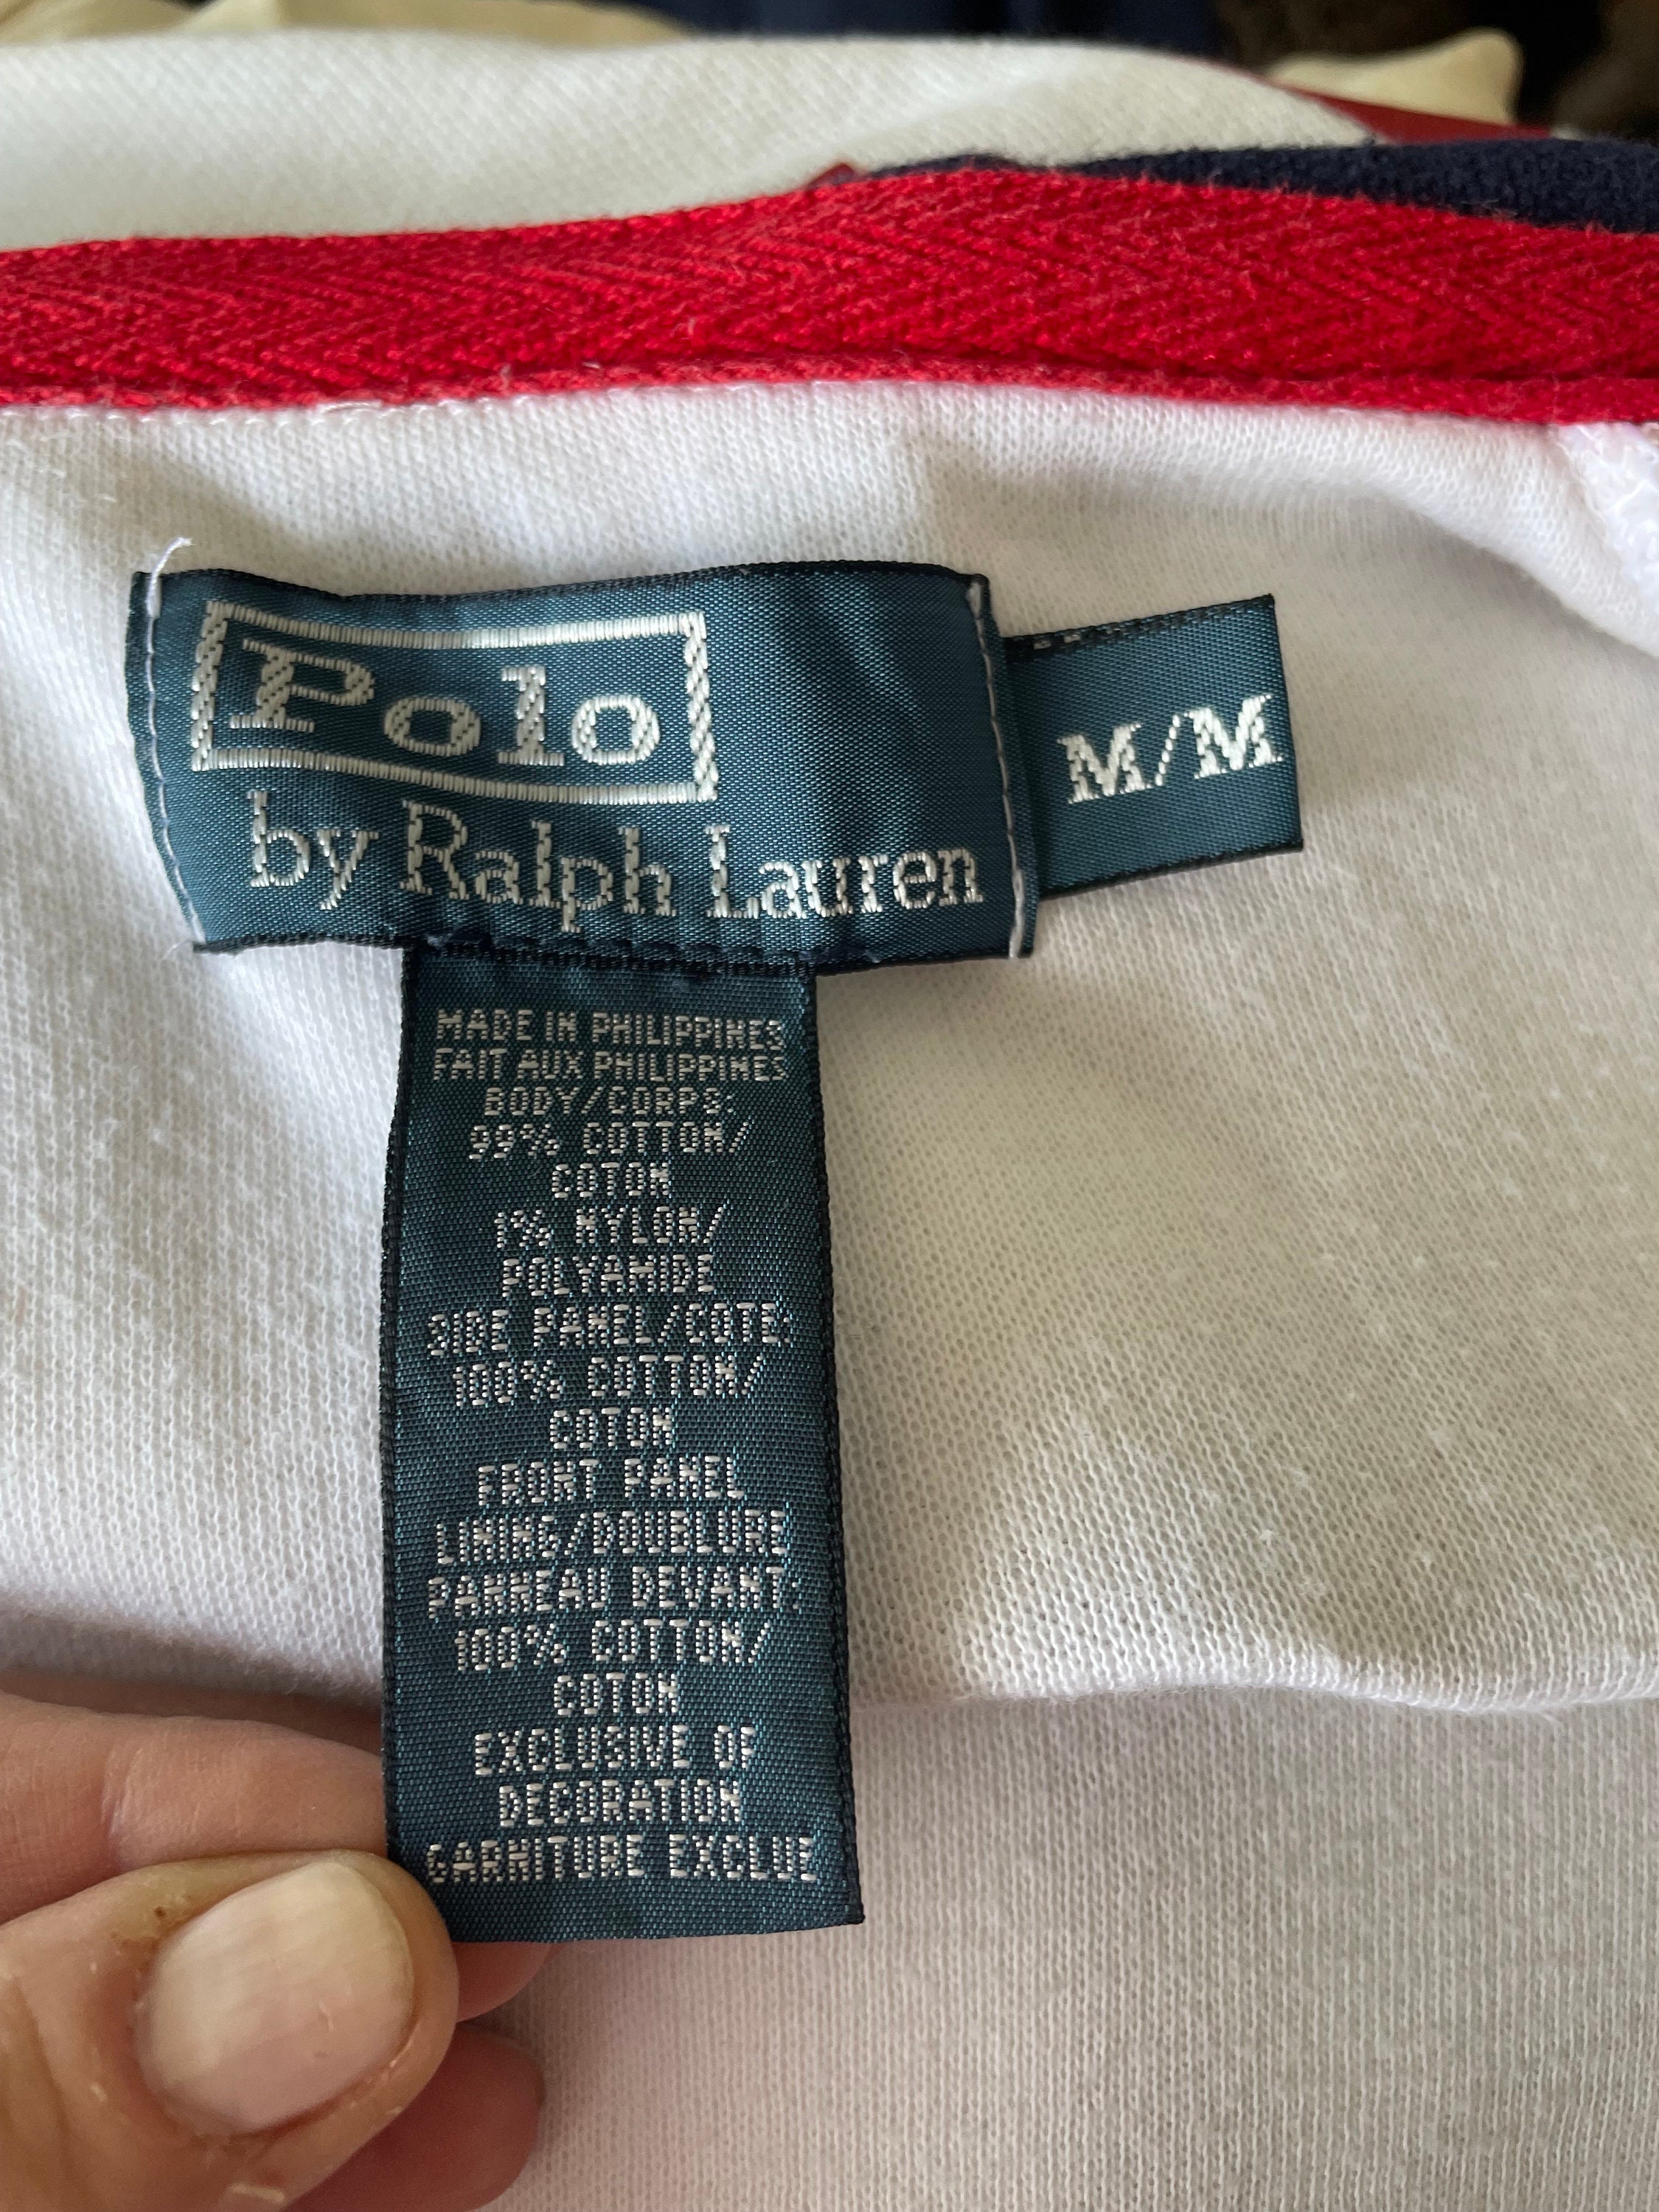 Polo
by Ralph Lauren
M/M
MADE IN PHILIPPINES
FAIT AUX PHILIPPINES
BODY/CORPS:
99% COTTON/
COTON
1% NYLON/
POLYAMIDE
SIDE PANEL/COTE:
100% COTTON/
COTON
FRONT PANEL
LINING/DOUBLURE
PANNEAU DEVANT:
100% COTTON/
COTON
EXCLUSIVE OF
DECORATION
GARNITURE EXCLUE